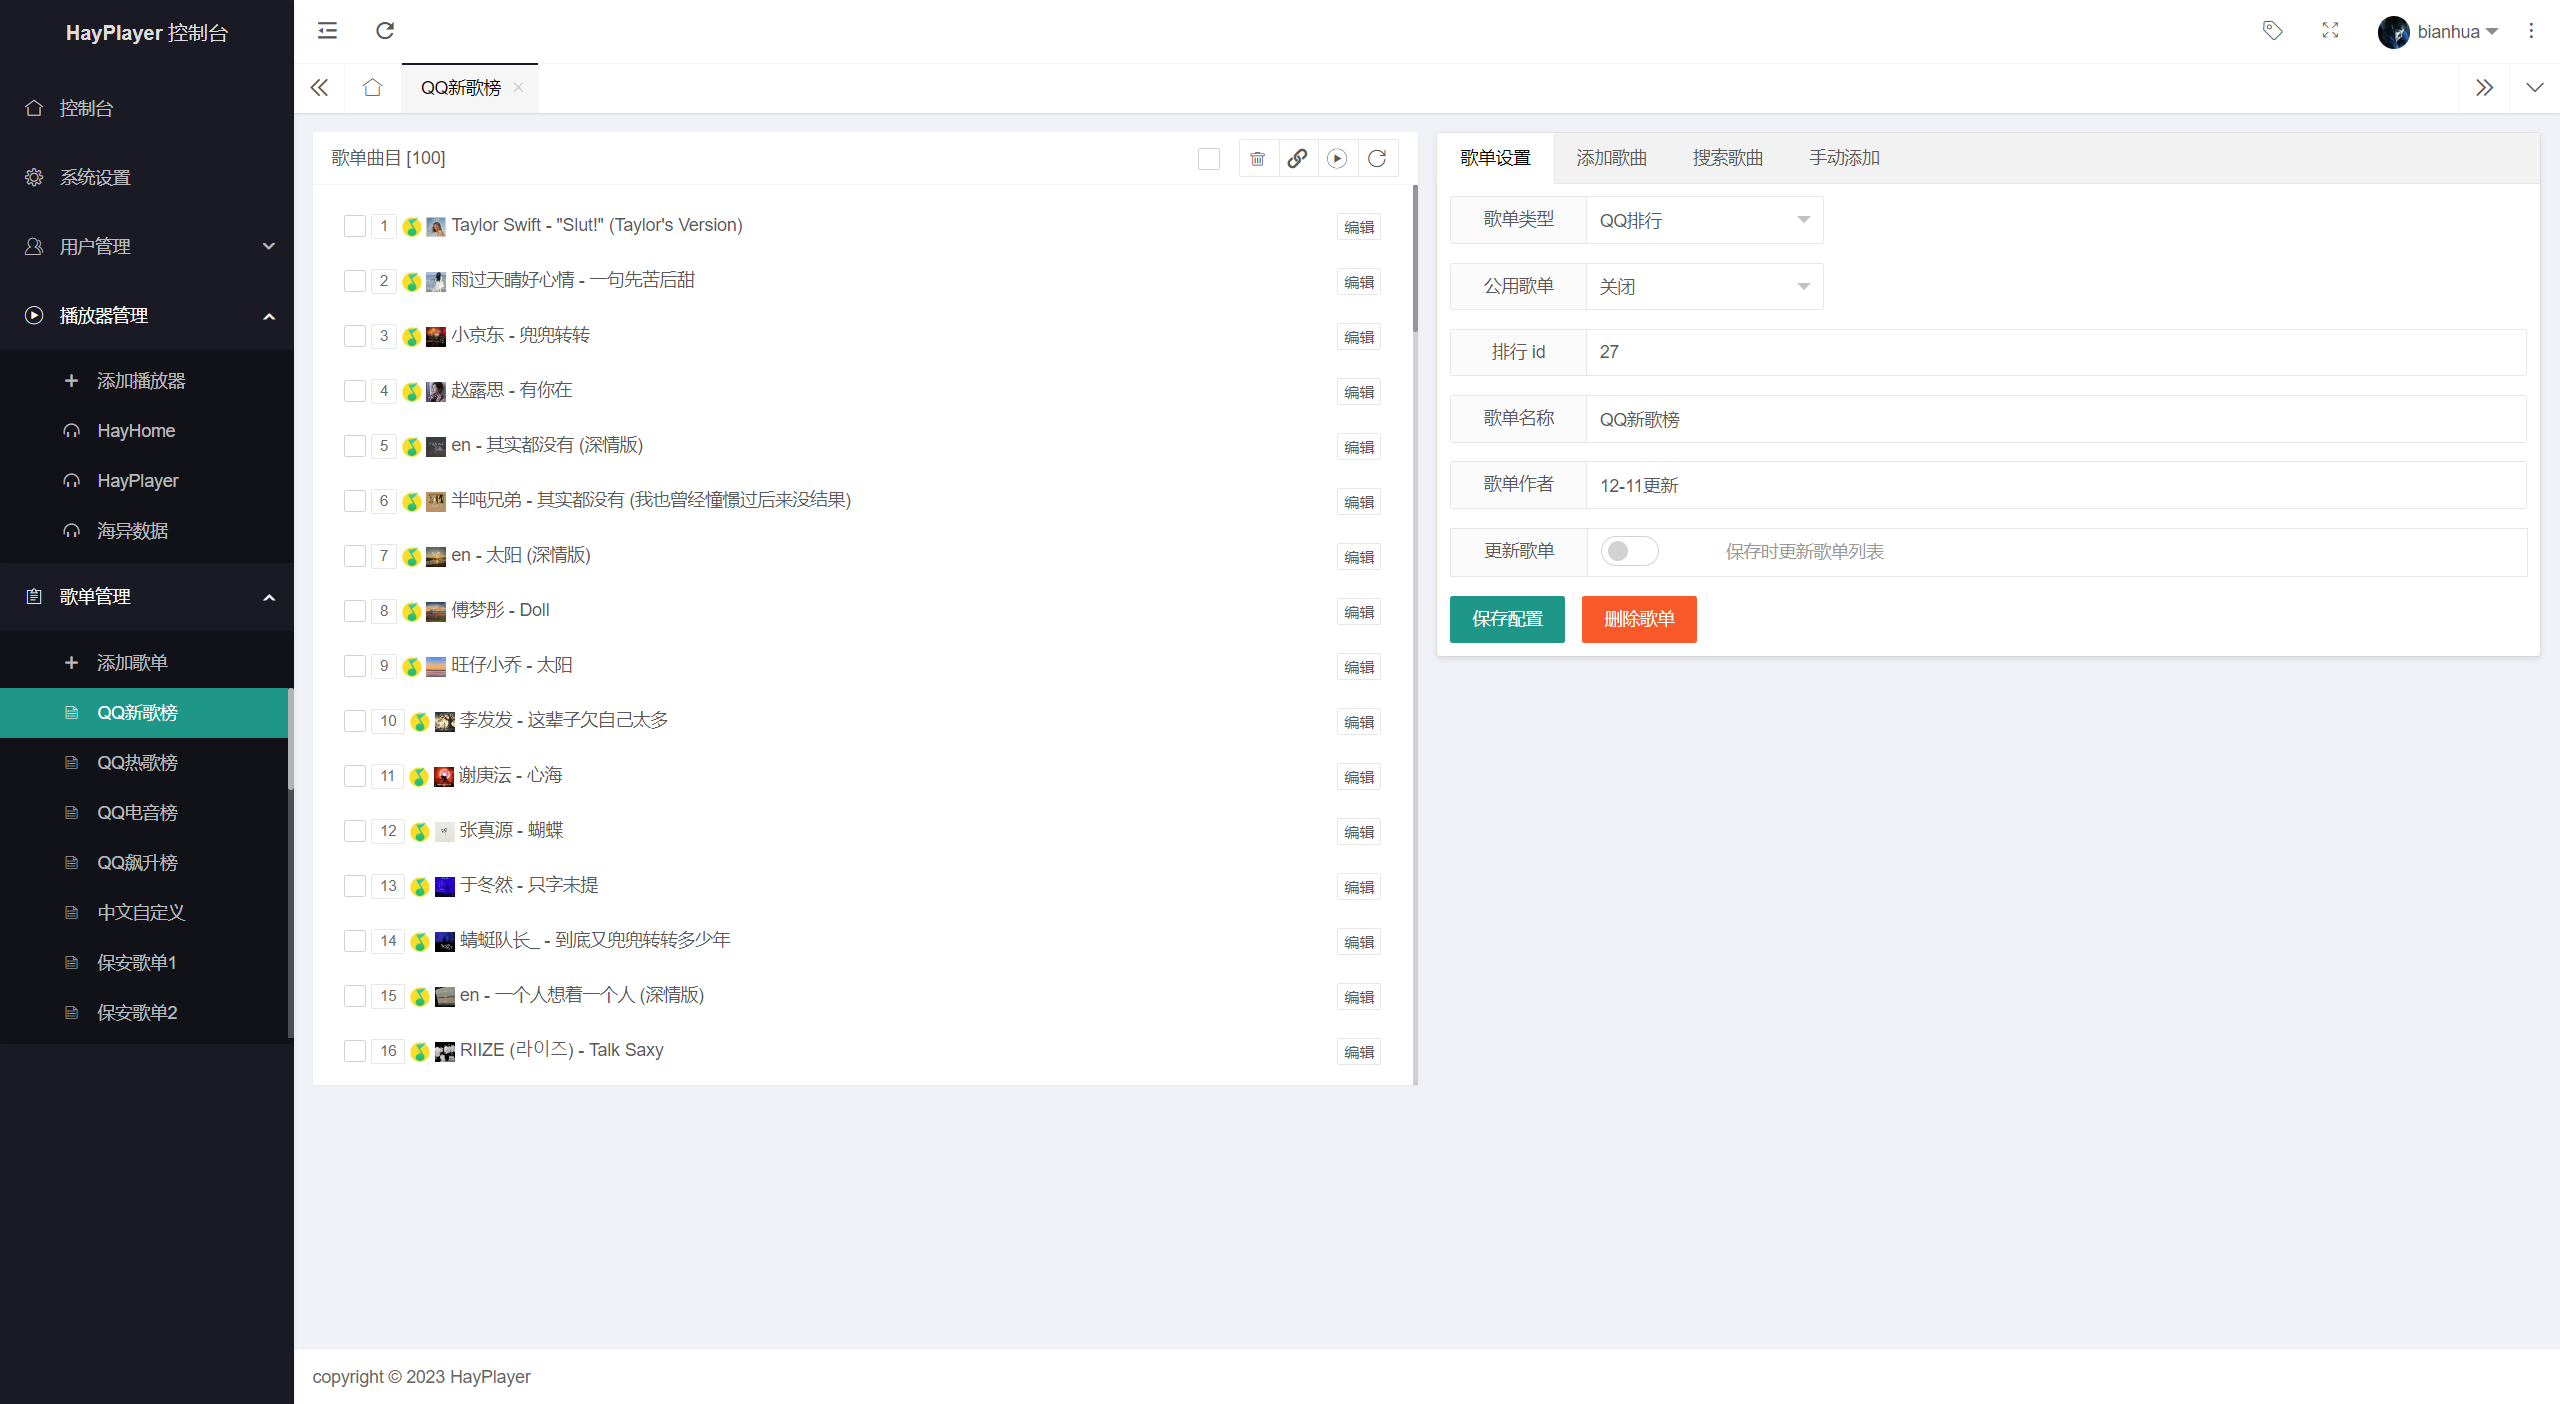 HayPlayer 控制台
控制台
系统设置
用户管理
播放器管理
添加播放器
HayHome
HayPlayer
海异数据
歌单管理
添加歌单
QQ新歌榜
QQ热歌榜
QQ电音榜
QQ飙升榜
中文自定义
保安歌单1
保安歌单2
bianhua
QQ新歌榜
歌单曲目 [100]
1 Taylor Swift - "Slut!" (Taylor's Version) 编辑
2 雨过天晴好心情 - 一句先苦后甜 编辑
3 小京东 - 兜兜转转 编辑
4 赵露思 - 有你在 编辑
5 en - 其实都没有 (深情版) 编辑
6 半吨兄弟 - 其实都没有 (我也曾经憧憬过后来没结果) 编辑
7 en - 太阳 (深情版) 编辑
8 傅梦彤 - Doll 编辑
9 旺仔小乔 - 太阳 编辑
10 李发发 - 这辈子欠自己太多 编辑
11 谢庚沄 - 心海 编辑
12 张真源 - 蝴蝶 编辑
13 于冬然 - 只字未提 编辑
14 蜻蜓队长_ - 到底又兜兜转转多少年 编辑
15 en - 一个人想着一个人 (深情版) 编辑
16 RIIZE (라이즈) - Talk Saxy 编辑
歌单设置 添加歌曲 搜索歌曲 手动添加
歌单类型 QQ排行
公用歌单 关闭
排行 id 27
歌单名称 QQ新歌榜
歌单作者 12-11更新
更新歌单 保存时更新歌单列表
保存配置 删除歌单
copyright © 2023 HayPlayer